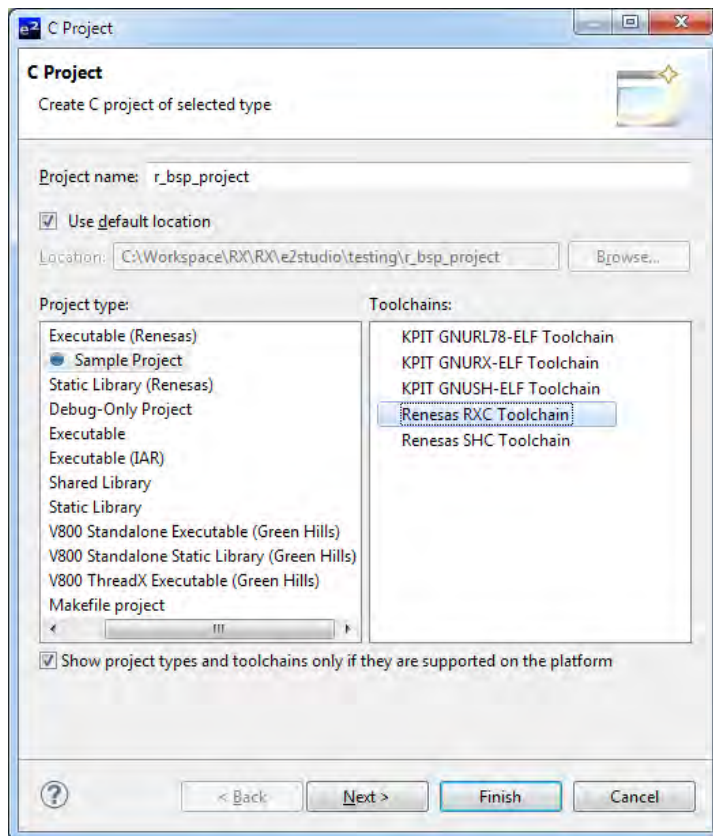 e2 C Project
C Project
Create C project of selected type
Project name: r_bsp_project
Use default location
Location: C:\Workspace\RX\RX\e2studio\testing\r_bsp_project Browse...
Project type: Toolchains:
Executable (Renesas)
Sample Project
Static Library (Renesas)
Debug-Only Project
Executable
Executable (IAR)
Shared Library
Static Library
V800 Standalone Executable (Green Hills)
V800 Standalone Static Library (Green Hills)
V800 ThreadX Executable (Green Hills)
Makefile project
KPIT GNURL78-ELF Toolchain
KPIT GNURX-ELF Toolchain
KPIT GNUSH-ELF Toolchain
Renesas RXC Toolchain
Renesas SHC Toolchain
Show project types and toolchains only if they are supported on the platform
? < Back Next > Finish Cancel